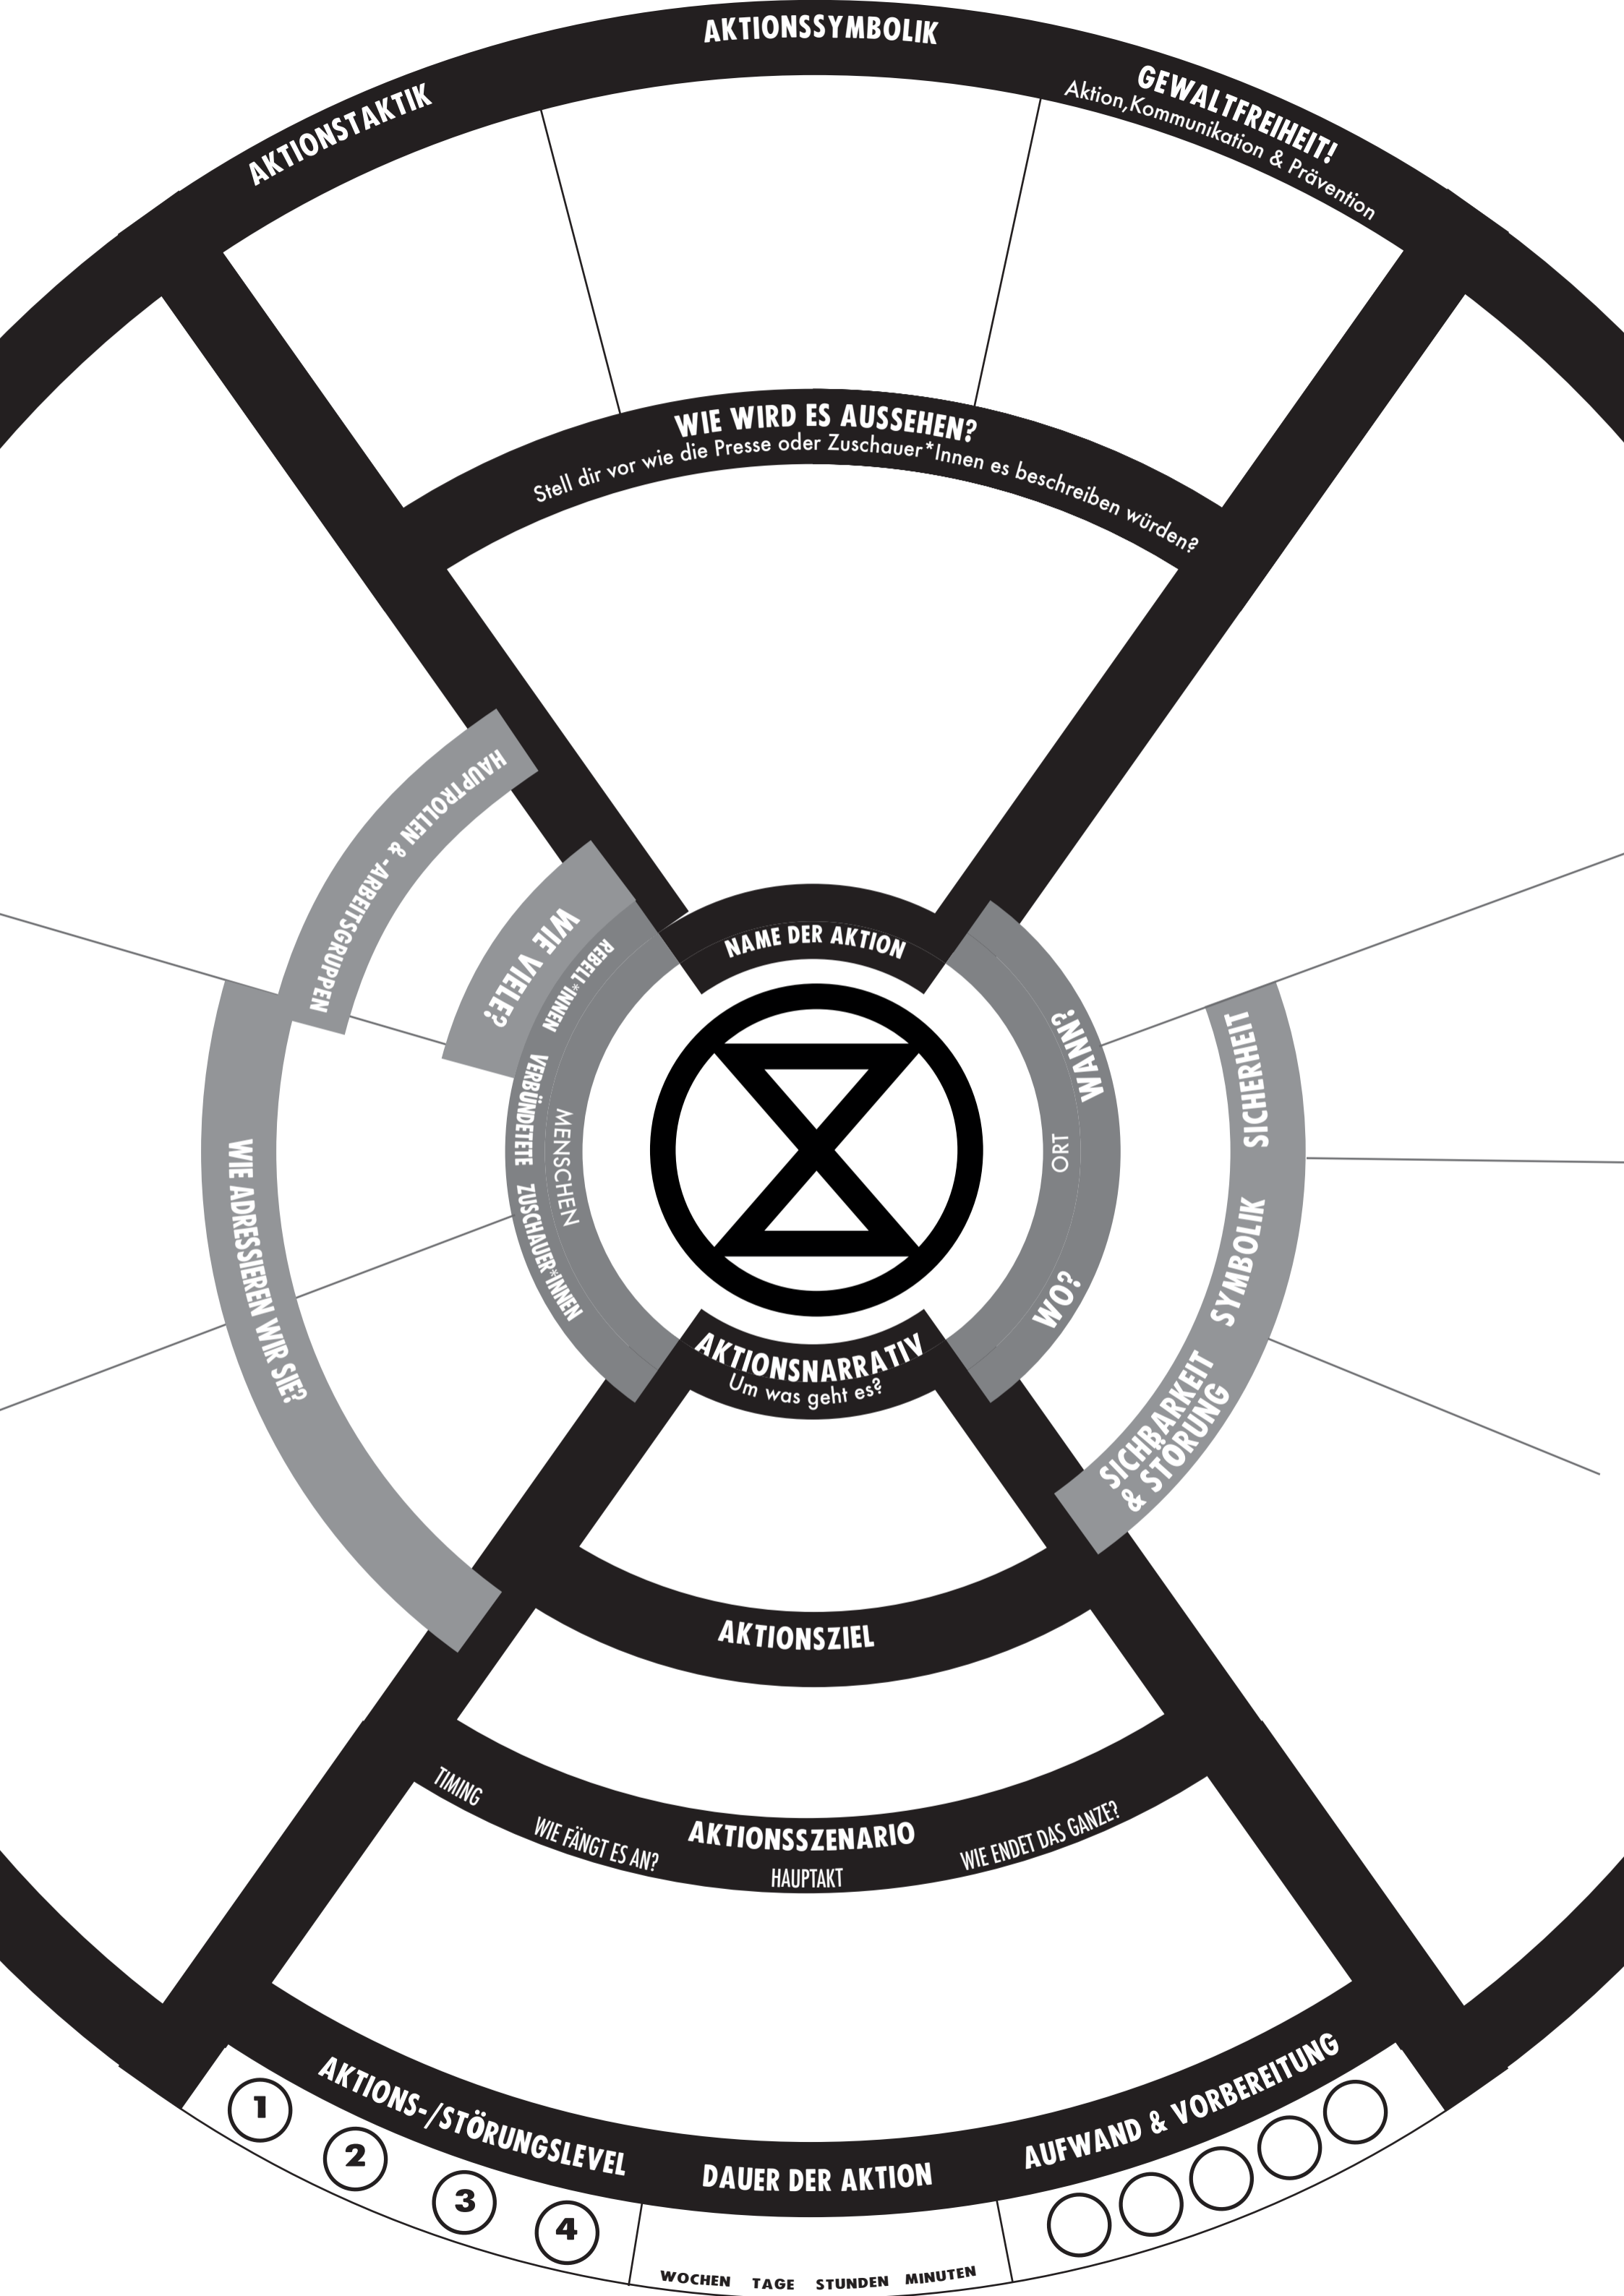 AKTIONSSYMBOLIK
AKTIONSTAKTIK
GEWALTFREIHEIT!
Aktion, Kommunikation & Prävention
WIE WIRD ES AUSSEHEN?
Stell dir vor wie die Presse oder Zuschauer*Innen es beschreiben würden?
HAUPTROLLEN & -ARBEITSGRUPPEN
WIE VIELE?
REBELL*INNEN
VERBÜNDETETE
ZUSCHAUER*INNEN
MENSCHEN
WIE ADRESSIEREN WIR SIE?
NAME DER AKTION
WANN?
ORT
WO?
SICHERHEIT
SYMBOLIK
SICHBARKEIT
& STÖRUNG
AKTIONSNARRATIV
Um was geht es?
AKTIONSZIEL
AKTIONSSZENARIO
TIMING
WIE FÄNGT ES AN?
HAUPTAKT
WIE ENDET DAS GANZE?
AKTIONS-/STÖRUNGSLEVEL
DAUER DER AKTION
AUFWAND & VORBEREITUNG
1
2
3
4
WOCHEN TAGE STUNDEN MINUTEN